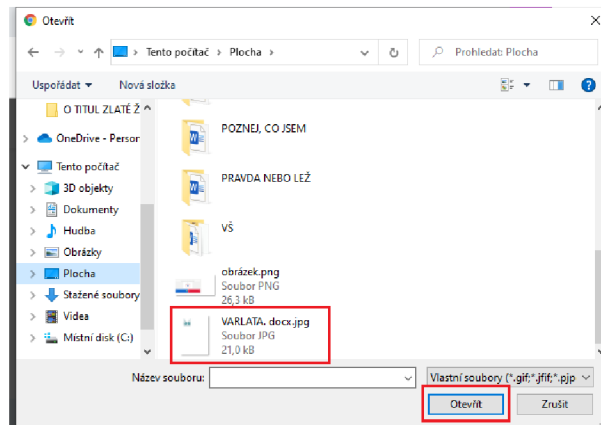 Otevřít
Tento počítač > Plocha >
Prohledat: Plocha
Uspořádat
Nová složka
O TITUL ZLATÉ Ž
OneDrive - Person
Tento počítač
3D objekty
Dokumenty
Hudba
Obrázky
Plocha
Stažené soubory
Videa
Místní disk (C:)
POZNEJ, CO JSEM
PRAVDA NEBO LEŽ
VŠ
obrázek.png
Soubor PNG
26,3 kB
VARLATA. docx.jpg
Soubor JPG
21,0 kB
Název souboru:
Vlastní soubory (*.gif;*.jfif;*.pjp
Otevřít
Zrušit